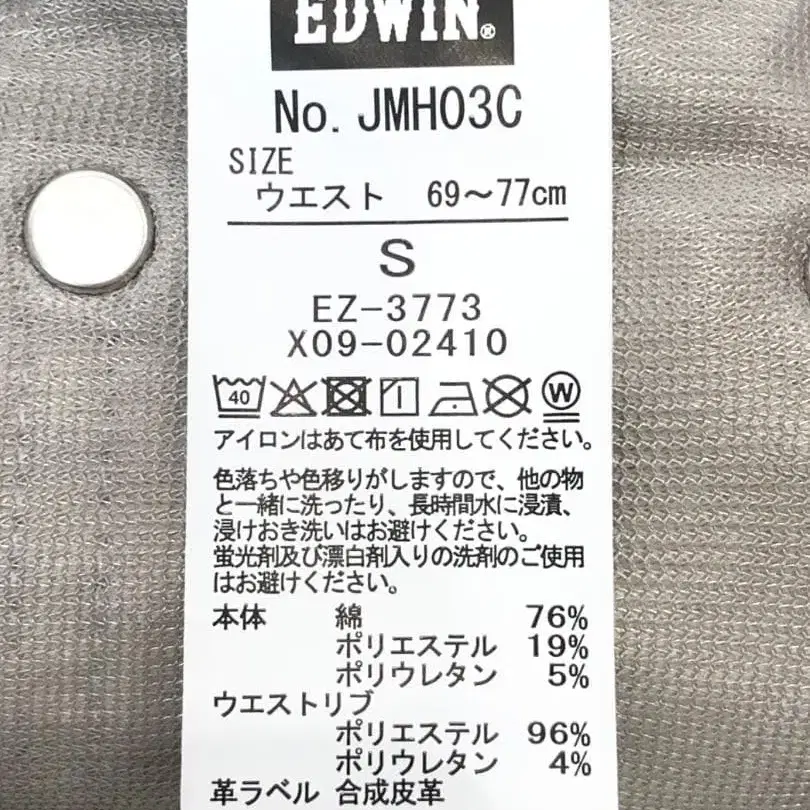 EDWIN®
No. JMH03C
SIZE
ウエスト 69～77cm
S
EZ-3773
X09-02410
40 W
アイロンはあて布を使用してください。
色落ちや色移りがしますので、他の物
と一緒に洗ったり、長時間水に浸漬、
浸けおき洗いはお避けください。
蛍光剤及び漂白剤入りの洗剤のご使用
はお避けください。
本体 綿 76%
ポリエステル 19%
ポリウレタン 5%
ウエストリブ
ポリエステル 96%
ポリウレタン 4%
革ラベル 合成皮革